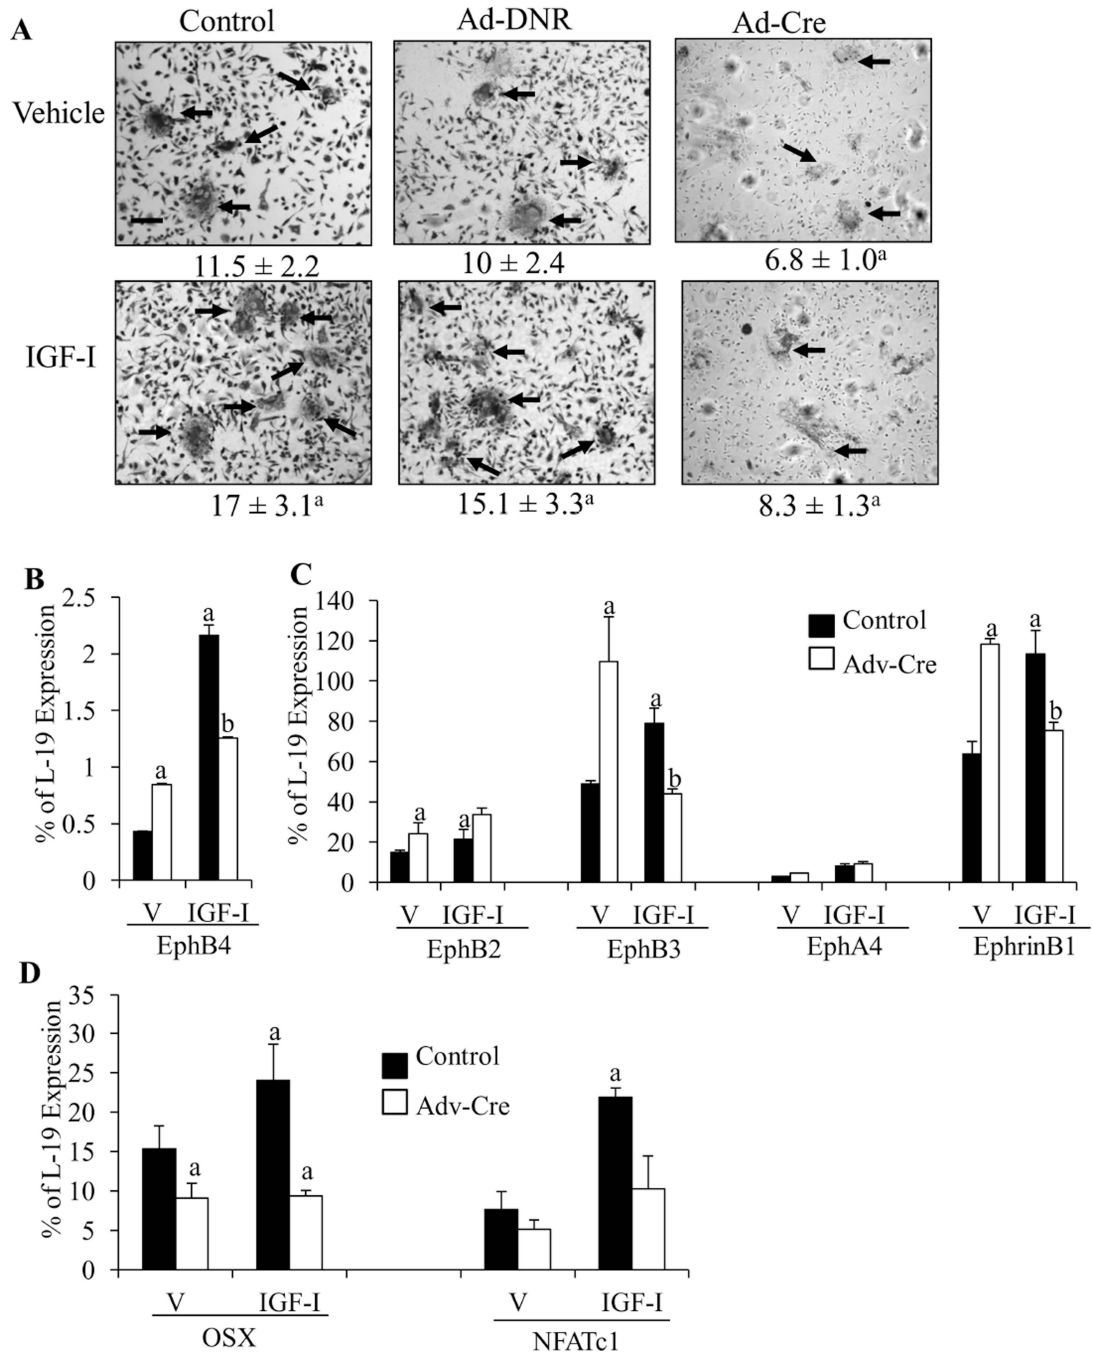 A
Control
Ad-DNR
Ad-Cre
Vehicle
11.5 ± 2.2
10 ± 2.4
6.8 ± 1.0ᵃ
IGF-I
17 ± 3.1ᵃ
15.1 ± 3.3ᵃ
8.3 ± 1.3ᵃ
B
% of L-19 Expression
2.5
2
1.5
1
0.5
0
a
a
b
V IGF-I
EphB4
C
% of L-19 Expression
140
120
100
80
60
40
20
0
Control
Adv-Cre
a
a
a
a
b
a
a
b
V IGF-I V IGF-I V IGF-I V IGF-I
EphB2 EphB3 EphA4 EphrinB1
D
% of L-19 Expression
35
30
25
20
15
10
5
0
Control
Adv-Cre
a
a
a
a
V IGF-I V IGF-I
OSX NFATc1